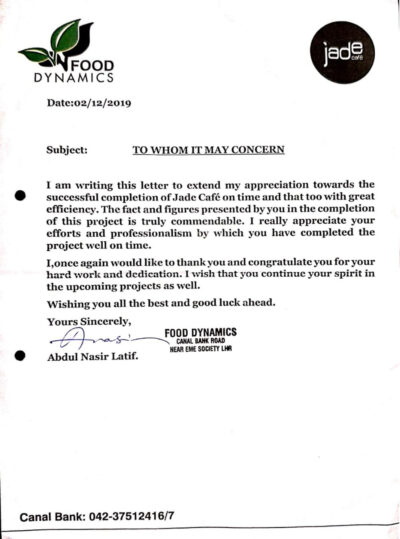 FOOD
DYNAMICS
jade
café
Date:02/12/2019
Subject: TO WHOM IT MAY CONCERN
I am writing this letter to extend my appreciation towards the
successful completion of Jade Café on time and that too with great
efficiency. The fact and figures presented by you in the completion
of this project is truly commendable. I really appreciate your
efforts and professionalism by which you have completed the
project well on time.
I,once again would like to thank you and congratulate you for your
hard work and dedication. I wish that you continue your spirit in
the upcoming projects as well.
Wishing you all the best and good luck ahead.
Yours Sincerely,
Anasi
FOOD DYNAMICS
CANAL BANK ROAD
NEAR EME SOCIETY LHR
Abdul Nasir Latif.
Canal Bank: 042-37512416/7